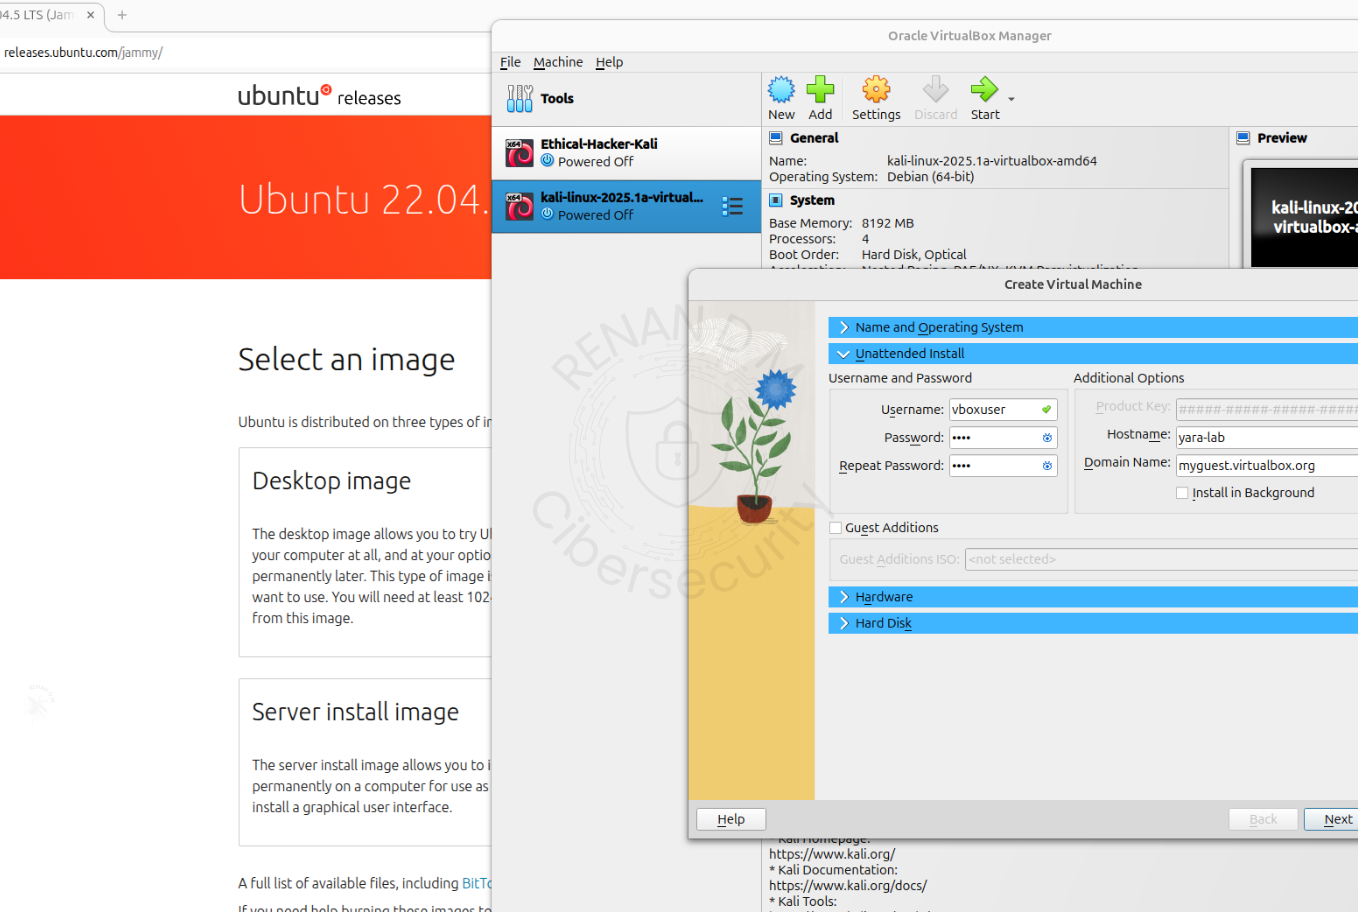 04.5 LTS (Jam
releases.ubuntu.com/jammy/
ubuntu releases
Ubuntu 22.04.
Select an image
Ubuntu is distributed on three types of i
Desktop image
The desktop image allows you to try U
your computer at all, and at your optio
permanently later. This type of image i
want to use. You will need at least 102
from this image.
Server install image
The server install image allows you to i
permanently on a computer for use as
install a graphical user interface.
A full list of available files, including BitTo
If you need help burning these images to
Oracle VirtualBox Manager
File Machine Help
Tools
New Add Settings Discard Start
Ethical-Hacker-Kali
Powered Off
kali-linux-2025.1a-virtual...
Powered Off
General
Name: kali-linux-2025.1a-virtualbox-amd64
Operating System: Debian (64-bit)
System
Base Memory: 8192 MB
Processors: 4
Boot Order: Hard Disk, Optical
Acceleration: Nested Paging, PAE/NX, KVM Paravirtualization
Preview
kali-linux-20
virtualbox-a
Create Virtual Machine
Name and Operating System
Unattended Install
Username and Password
Username: vboxuser
Password: ••••
Repeat Password: ••••
Additional Options
Product Key: #####-#####-#####-#####
Hostname: yara-lab
Domain Name: myguest.virtualbox.org
Install in Background
Guest Additions
Guest Additions ISO: <not selected>
Hardware
Hard Disk
Help Back Next
* Kali Homepage:
https://www.kali.org/
* Kali Documentation:
https://www.kali.org/docs/
* Kali Tools:
RENAN D M
Cibersecurity